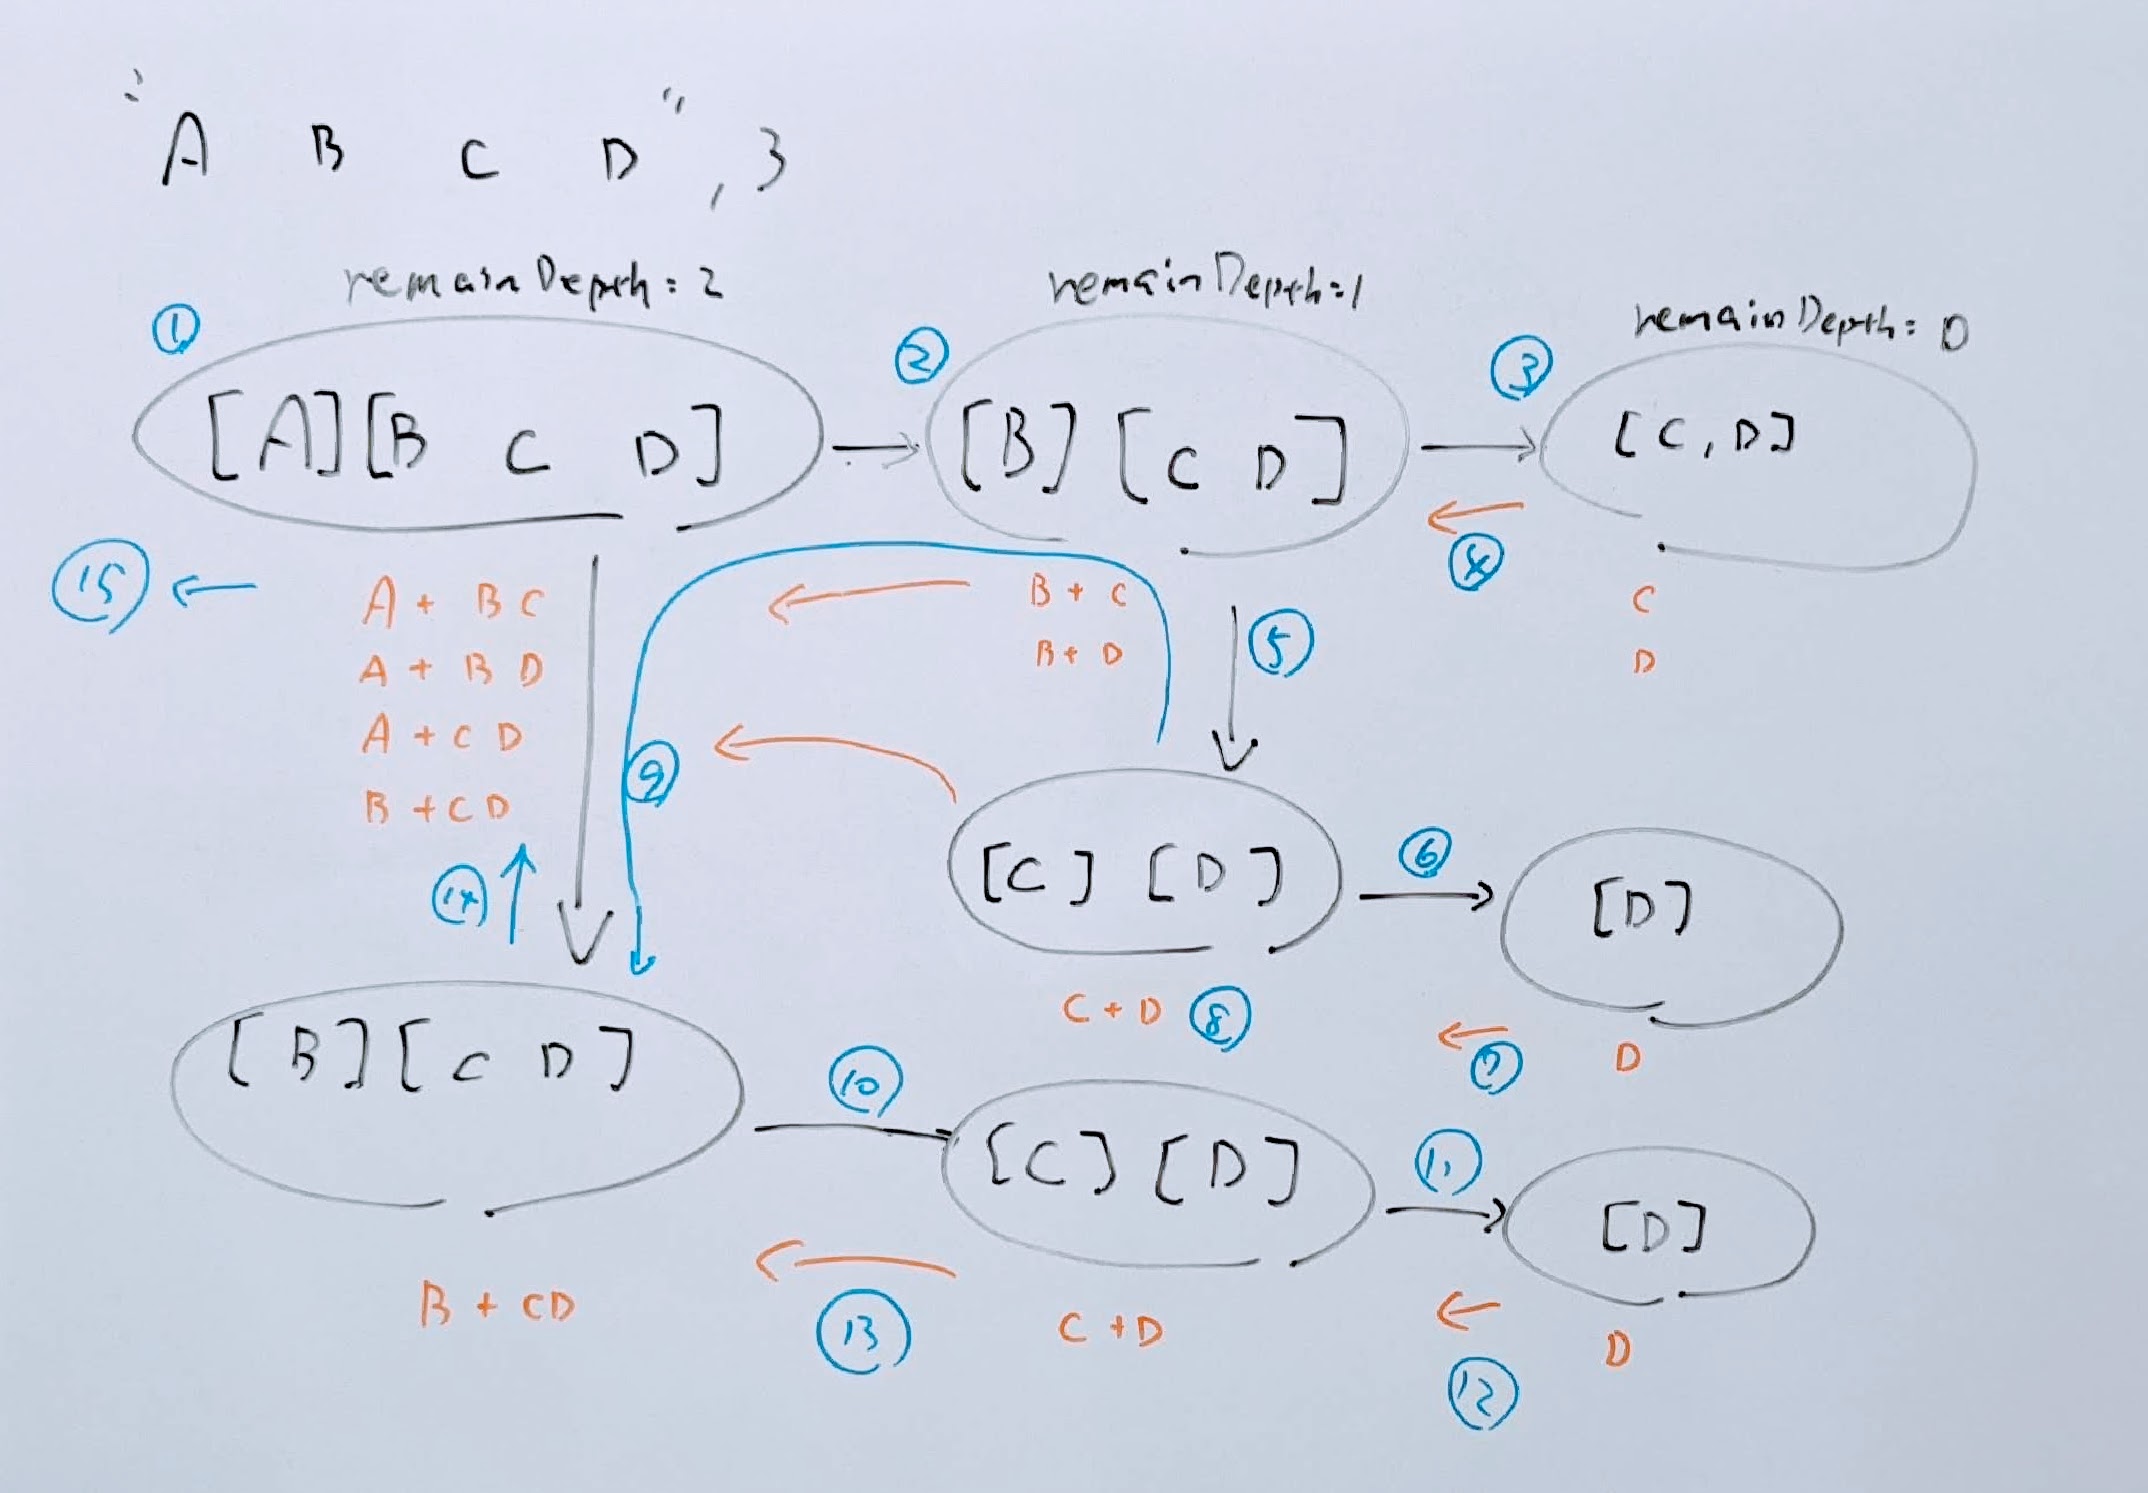 "A B C D", 3
remainDepth: 2
remainDepth: 1
remainDepth: 0
①
②
③
[A][B C D]
[B][C D]
[C, D]
④
⑮
A + B C
A + B D
A + C D
B + C D
B + C
B + D
⑤
C
D
⑨
⑭
[C] [D]
⑥
[D]
C + D ⑧
⑦
D
[B][C D]
⑩
[C][D]
⑪
[D]
B + CD
⑬
C + D
⑫
D